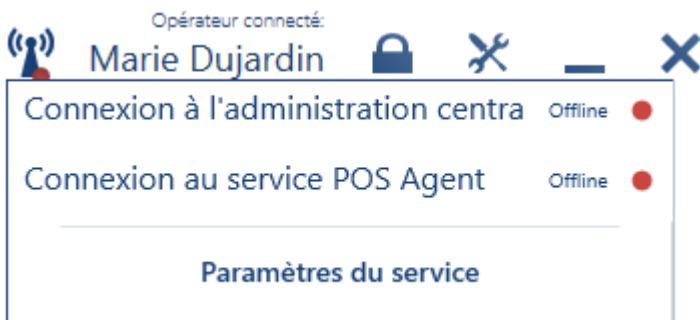 Opérateur connecté:
Marie Dujardin
Connexion à l'administration centra Offline
Connexion au service POS Agent Offline
Paramètres du service